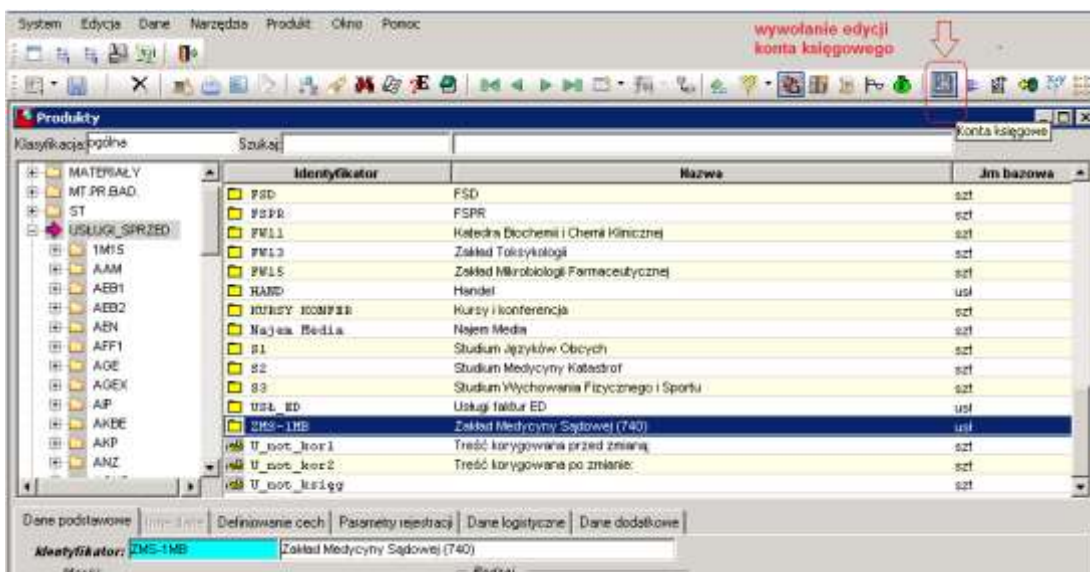 System Edycja Dane Narzędzia Produkt Okno Pomoc
wywołanie edycji
konta księgowego
Produkty
Konta księgowe
Klasyfikacja: ogólna Szukaj:
MATERIAŁY
MT.PR.BAD.
ST
USŁUGI_SPRZED
1M15
AAM
AEB1
AEB2
AEN
AFF1
AGE
AGEX
AIP
AKBE
AKP
ANZ
Identyfikator Nazwa Jm bazowa
FSD FSD szt
FSPR FSPR szt
FW11 Katedra Biochemii i Chemii Klinicznej szt
FW13 Zakład Toksykologii szt
FW15 Zakład Mikrobiologii Farmaceutycznej szt
HAND Handel usł
KURSY KONFER Kursy i konferencja szt
Najem Media Najem Media szt
S1 Studium Języków Obcych szt
S2 Studium Medycyny Katastrof szt
S3 Studium Wychowania Fizycznego i Sportu szt
USŁ_ED Usługi faktur ED usł
ZMS-1MB Zakład Medycyny Sądowej (740) usł
U_not_kor1 Treść korygowana przed zmianą: szt
U_not_kor2 Treść korygowana po zmianie: szt
U_not_księg szt
Dane podstawowe Definiowanie cech Parametry rejestracji Dane logistyczne Dane dodatkowe
Identyfikator: ZMS-1MB Zakład Medycyny Sądowej (740)